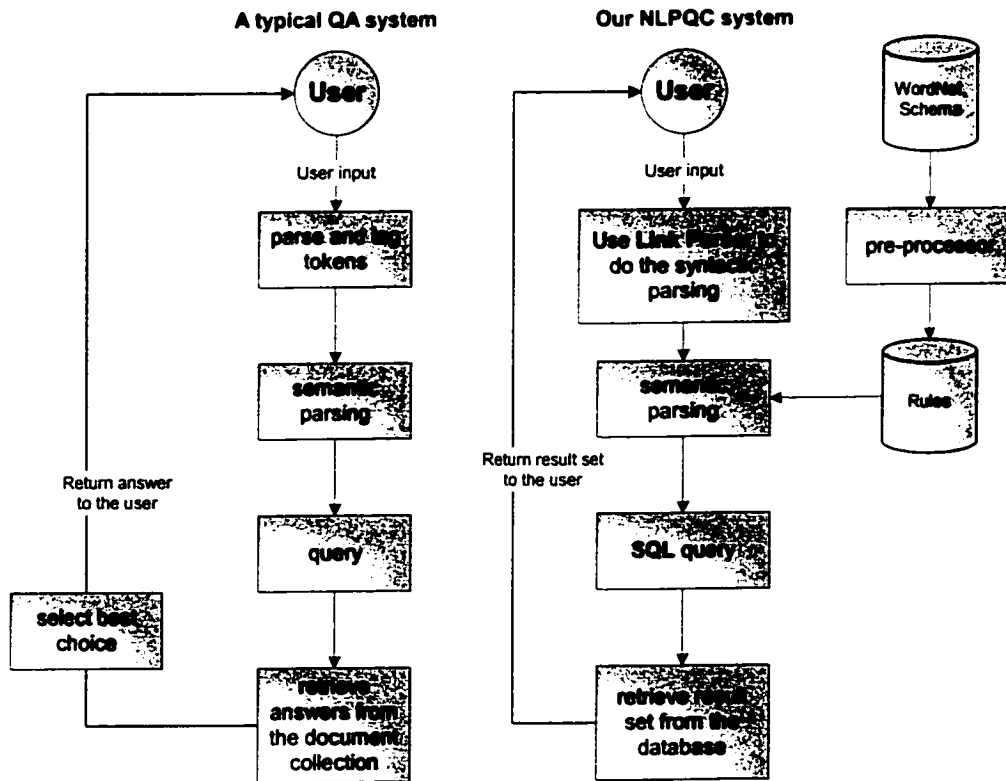 A typical QA system
User
User input
parse and tag
tokens
semantic
parsing
query
retrieve
answers from
the document
collection
select best
choice
Return answer
to the user
Our NLPQC system
User
User input
Use Link Parser to
do the syntactic
parsing
semantic
parsing
SQL query
retrieve result
set from the
database
Return result set
to the user
WordNet,
Schema
pre-processor
Rules